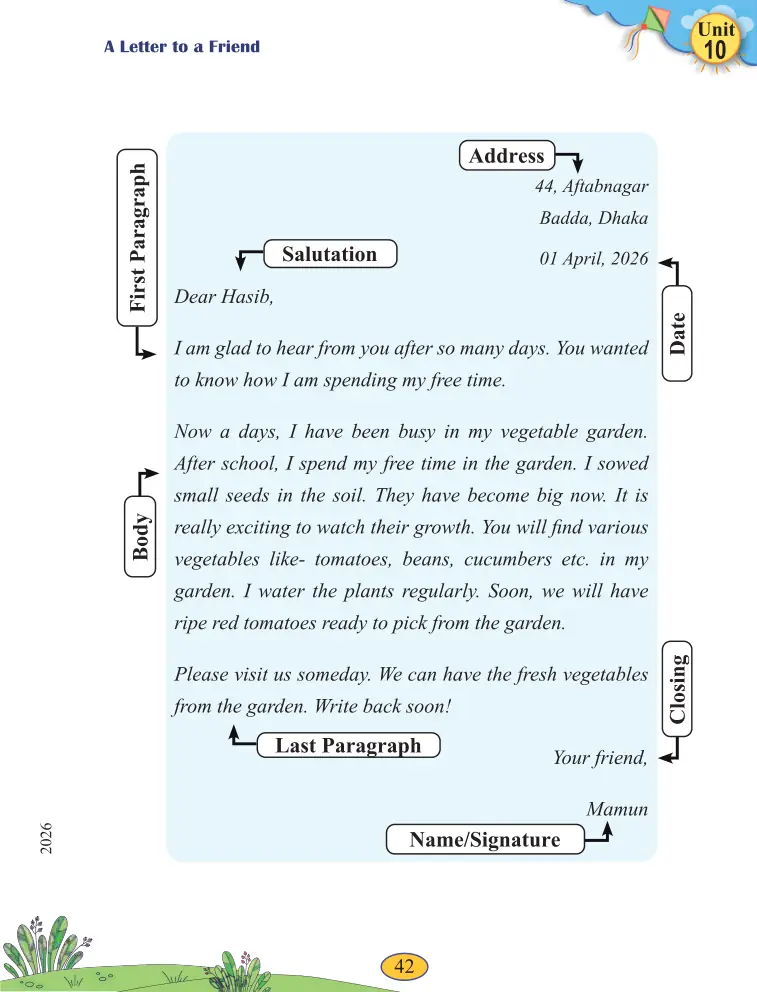 A Letter to a Friend
Unit
10
Address
44, Aftabnagar
Badda, Dhaka
01 April, 2026
Date
Salutation
Dear Hasib,
First Paragraph
I am glad to hear from you after so many days. You wanted
to know how I am spending my free time.
Body
Now a days, I have been busy in my vegetable garden.
After school, I spend my free time in the garden. I sowed
small seeds in the soil. They have become big now. It is
really exciting to watch their growth. You will find various
vegetables like- tomatoes, beans, cucumbers etc. in my
garden. I water the plants regularly. Soon, we will have
ripe red tomatoes ready to pick from the garden.
Please visit us someday. We can have the fresh vegetables
from the garden. Write back soon!
Last Paragraph
Closing
Your friend,
Mamun
Name/Signature
2026
42